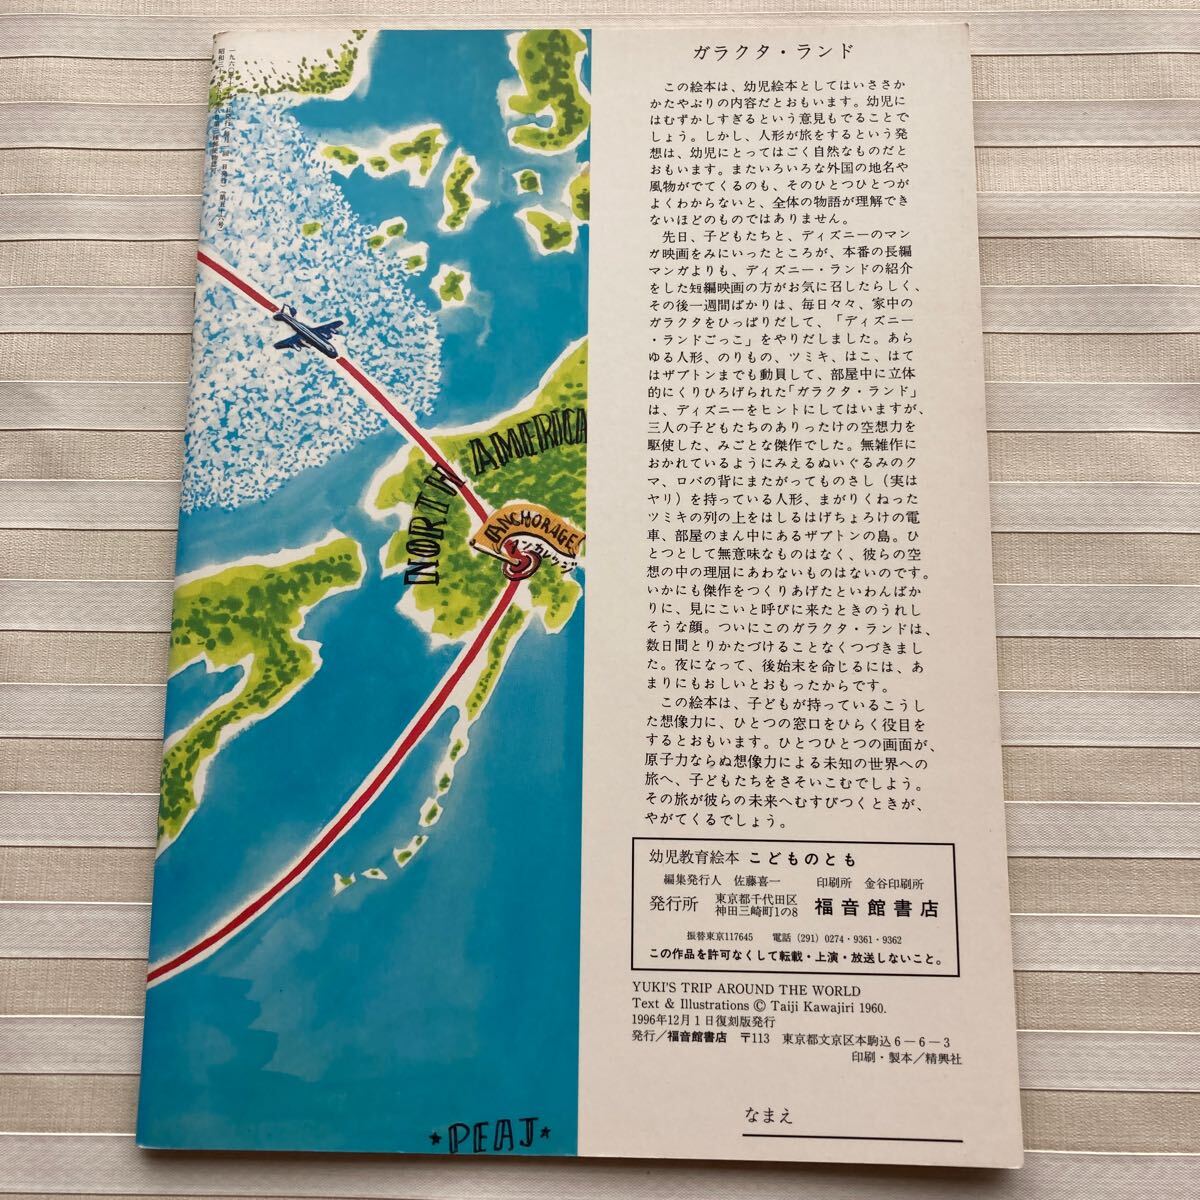 ガラクタ・ランド
この絵本は、幼児絵本としてはいささか
かたやぶりの内容だとおもいます。幼児に
はむずかしすぎるという意見もでることで
しょう。しかし、人形が旅をするという発
想は、幼児にとってはごく自然なものだと
おもいます。またいろいろな外国の地名や
風物がでてくるのも、そのひとつひとつが
よくわからないと、全体の物語が理解でき
ないほどのものではありません。
先日、子どもたちと、ディズニーのマン
ガ映画をみにいったところが、本番の長編
マンガよりも、ディズニー・ランドの紹介
をした短編映画の方がお気に召したらしく、
その後一週間ばかりは、毎日々々、家中の
ガラクタをひっぱりだして、「ディズニー
・ランドごっこ」をやりだしました。あら
ゆる人形、のりもの、ツミキ、はこ、はて
はザブトンまでも動員して、部屋中に立体
的にくりひろげられた「ガラクタ・ランド」
は、ディズニーをヒントにしてはいますが、
三人の子どもたちのありったけの空想力を
駆使した、みごとな傑作でした。無雑作に
おかれているようにみえるぬいぐるみのク
マ、ロバの背にまたがってものさし（実は
ヤリ）を持っている人形、まがりくねった
ツミキの列の上をはしるはげちょろけの電
車、部屋のまん中にあるザブトンの島。ひ
とつとして無意味なものはなく、彼らの空
想の中の理屈にあわないものはないのです。
いかにも傑作をつくりあげたといわんばか
りに、見にこいと呼びに来たときのうれし
そうな顔。ついにこのガラクタ・ランドは、
数日間とりかたづけることなくつづきまし
た。夜になって、後始末を命じるには、あ
まりにもおしいとおもったからです。
この絵本は、子どもが持っているこうし
た想像力に、ひとつの窓口をひらく役目を
するとおもいます。ひとつひとつの画面が、
原子力ならぬ想像力による未知の世界への
旅へ、子どもたちをさそいこむでしょう。
その旅が彼らの未来へむすびつくときが、
やがてくるでしょう。
幼児教育絵本 こどものとも
編集発行人 佐藤喜一 印刷所 金谷印刷所
発行所 東京都千代田区神田三崎町1の8 福音館書店
振替東京117645 電話 (291) 0274・9361・9362
この作品を許可なくして転載・上演・放送しないこと。
YUKI'S TRIP AROUND THE WORLD
Text & Illustrations © Taiji Kawajiri 1960.
1996年12月1日復刻版発行
発行／福音館書店 〒113 東京都文京区本駒込6－6－3
印刷・製本／精興社
なまえ
NORTH AMERICA
ANCHORAGE
アンカレッジ
*PEAJ*